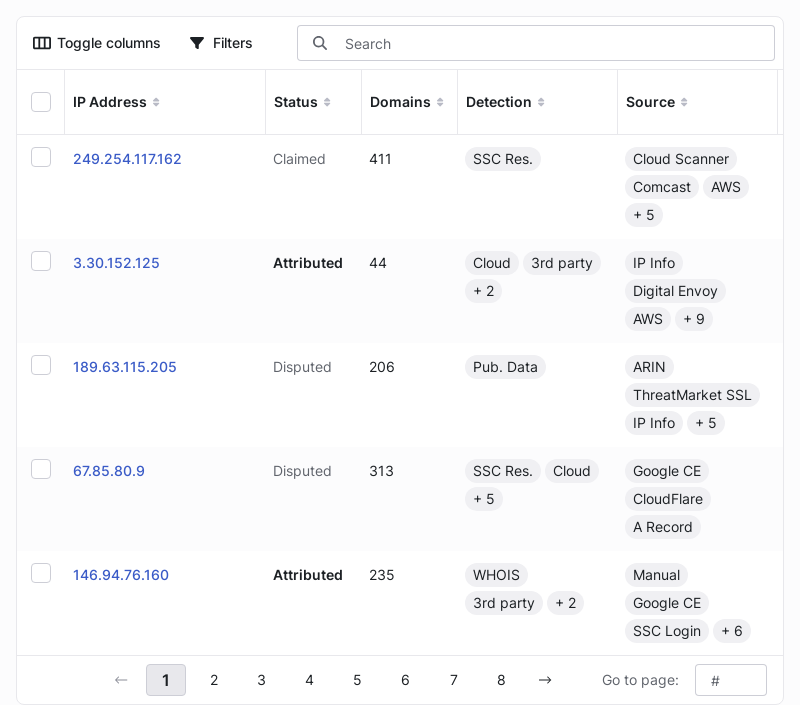 Toggle columns Filters Search
IP Address Status Domains Detection Source
249.254.117.162 Claimed 411 SSC Res. Cloud Scanner
Comcast AWS
+ 5
3.30.152.125 Attributed 44 Cloud 3rd party IP Info
+ 2 Digital Envoy
AWS + 9
189.63.115.205 Disputed 206 Pub. Data ARIN
ThreatMarket SSL
IP Info + 5
67.85.80.9 Disputed 313 SSC Res. Cloud Google CE
+ 5 CloudFlare
A Record
146.94.76.160 Attributed 235 WHOIS Manual
3rd party + 2 Google CE
SSC Login + 6
← 1 2 3 4 5 6 7 8 → Go to page: #